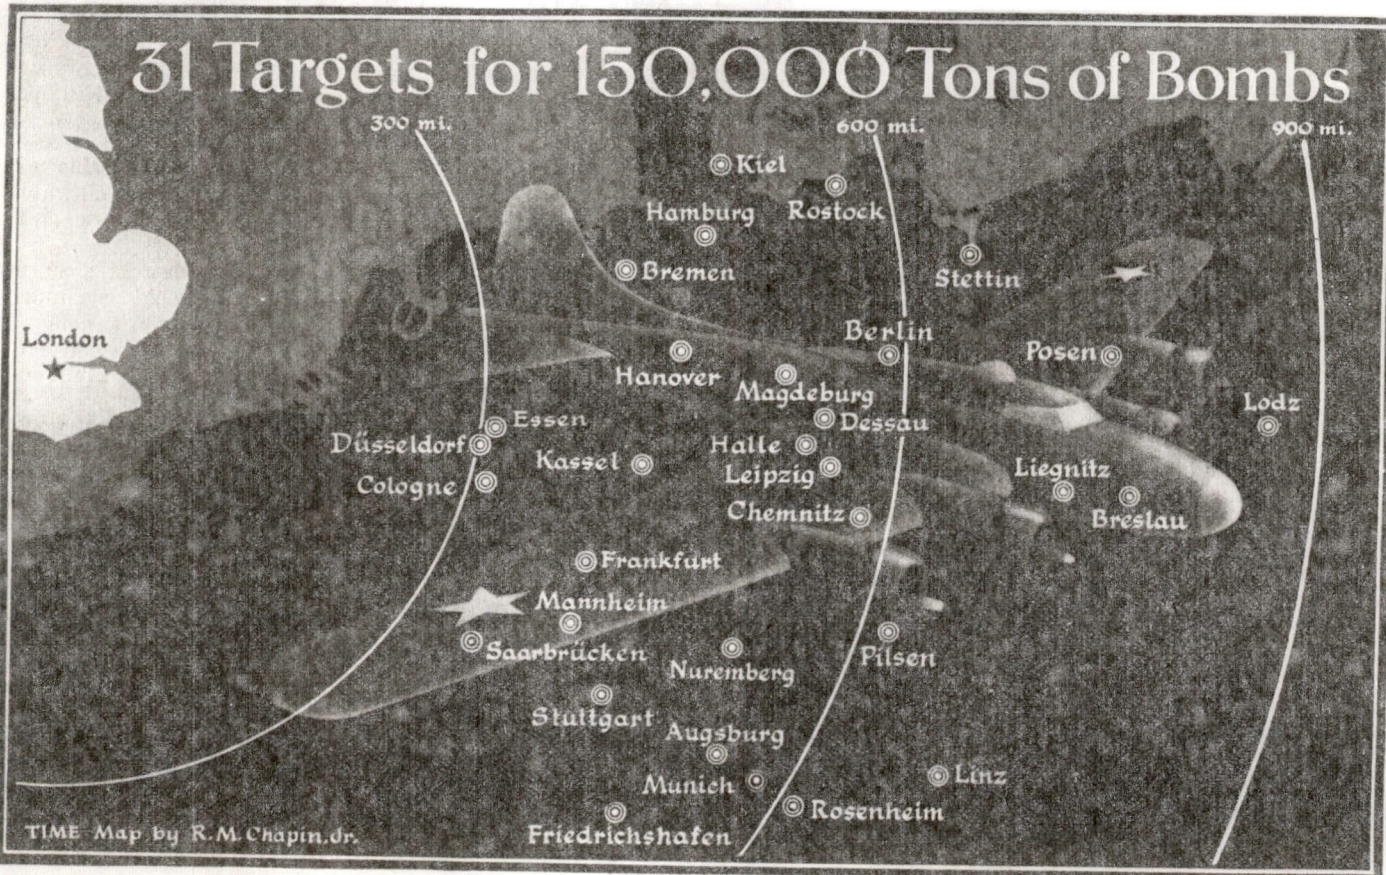 31 Targets for 150,000 Tons of Bombs
300 mi.
600 mi.
900 mi.
Kiel
Rostock
Hamburg
Bremen
Stettin
London
Berlin
Hanover
Magdeburg
Posen
Lodz
Essen
Dessau
Düsseldorf
Halle
Kassel
Leipzig
Liegnitz
Cologne
Chemnitz
Breslau
Frankfurt
Mannheim
Saarbrücken
Nuremberg
Pilsen
Stuttgart
Augsburg
Munich
Linz
Rosenheim
Friedrichshafen
TIME Map by R.M.Chapin,Jr.